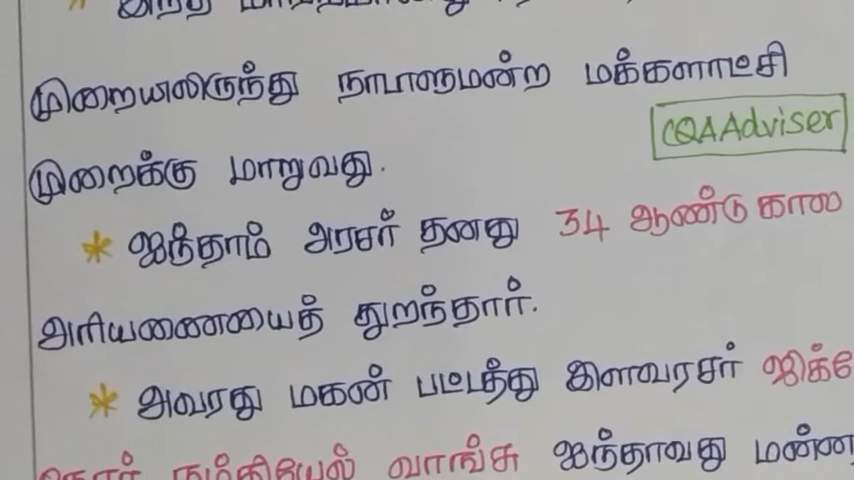 முறையிலிருந்து நாபாளுமன்ற மக்களாட்சி
CQAAdviser
முறைக்கு மாறுவது.
* ஐந்தாம் அரசர் தனது 34 ஆண்டு கால
அரியணையைத் துறந்தார்.
* அவரது மகன் பட்டத்து இளவரசர் ஜிக்மே
வாங்சு ஐந்தாவது